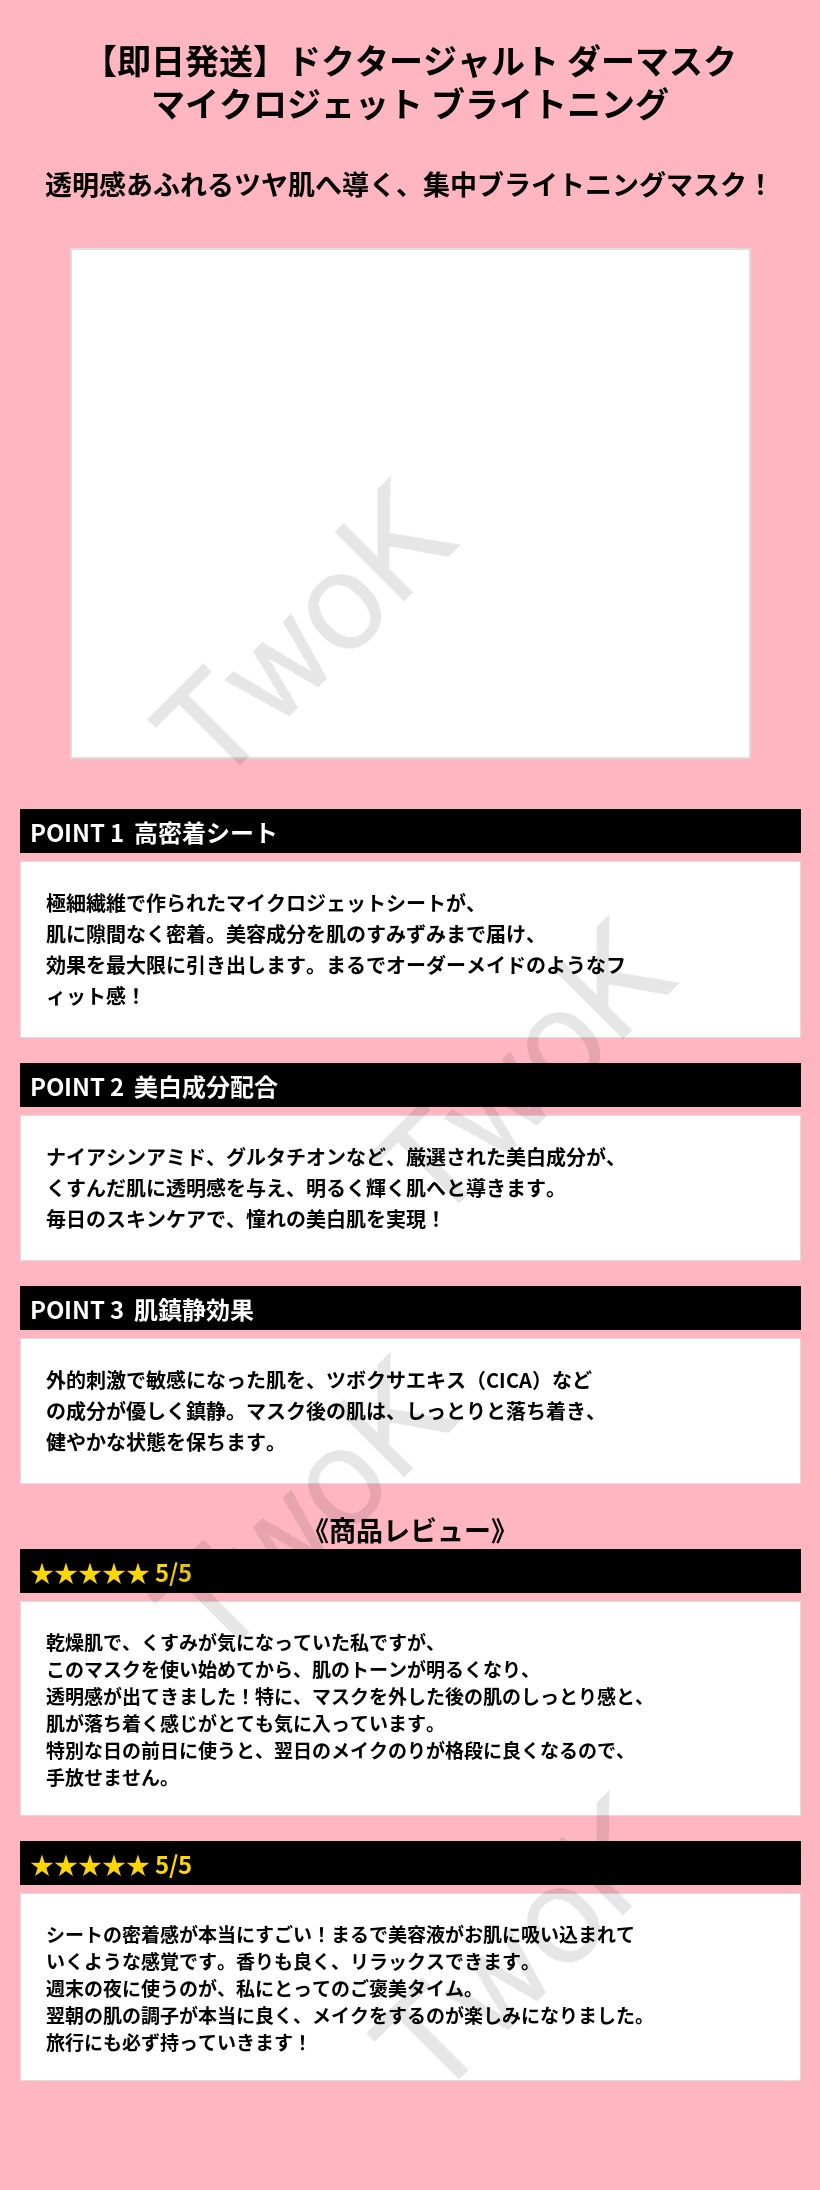 【即日発送】ドクタージャルト ダーマスク
マイクロジェット ブライトニング
透明感あふれるツヤ肌へ導く、集中ブライトニングマスク！
TwoK
POINT 1 高密着シート
極細繊維で作られたマイクロジェットシートが、
肌に隙間なく密着。美容成分を肌のすみずみまで届け、
効果を最大限に引き出します。まるでオーダーメイドのようなフ
ィット感！
TwoK
POINT 2 美白成分配合
ナイアシンアミド、グルタチオンなど、厳選された美白成分が、
くすんだ肌に透明感を与え、明るく輝く肌へと導きます。
毎日のスキンケアで、憧れの美白肌を実現！
POINT 3 肌鎮静効果
外的刺激で敏感になった肌を、ツボクサエキス（CICA）など
の成分が優しく鎮静。マスク後の肌は、しっとりと落ち着き、
健やかな状態を保ちます。
TwoK
《商品レビュー》
★★★★★ 5/5
乾燥肌で、くすみが気になっていた私ですが、
このマスクを使い始めてから、肌のトーンが明るくなり、
透明感が出てきました！特に、マスクを外した後の肌のしっとり感と、
肌が落ち着く感じがとても気に入っています。
特別な日の前日に使うと、翌日のメイクのりが格段に良くなるので、
手放せません。
★★★★★ 5/5
シートの密着感が本当にすごい！まるで美容液がお肌に吸い込まれて
いくような感覚です。香りも良く、リラックスできます。
週末の夜に使うのが、私にとってのご褒美タイム。
翌朝の肌の調子が本当に良く、メイクをするのが楽しみになりました。
旅行にも必ず持っていきます！
TwoK